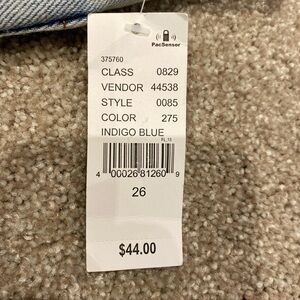 PacSensor
375760
CLASS 0829
VENDOR 44538
STYLE 0085
COLOR 275
INDIGO BLUE
4 00026 81260 9
26
$44.00